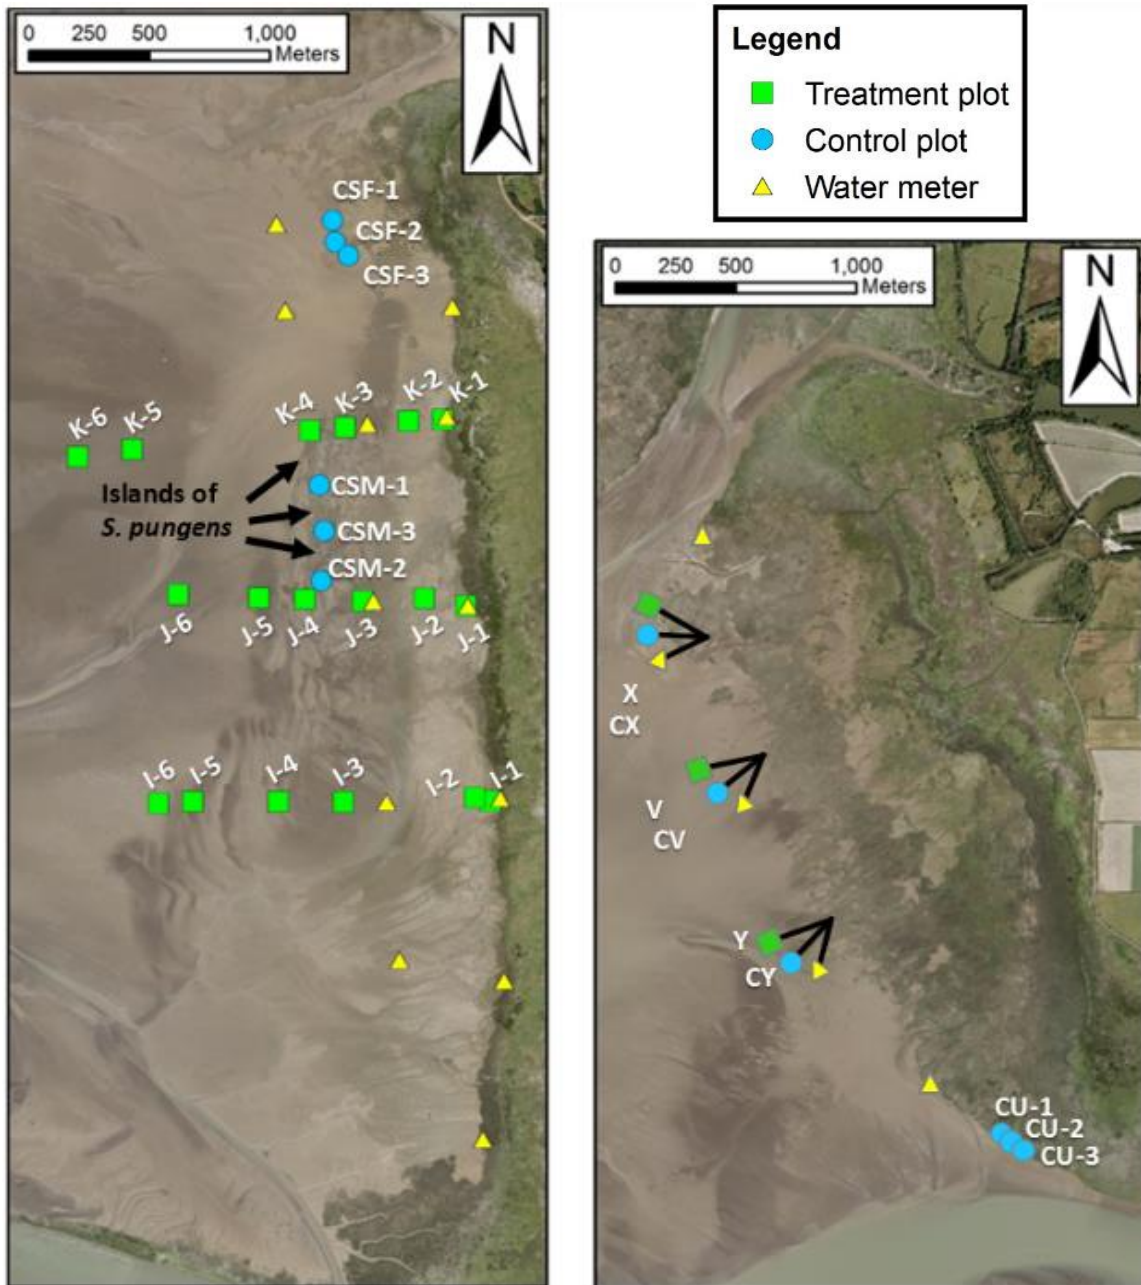 0 250 500 1,000
Meters
N
CSF-1
CSF-2
CSF-3
K-6
K-5
K-4
K-3
K-2
K-1
Islands of
S. pungens
CSM-1
CSM-3
CSM-2
J-6
J-5
J-4
J-3
J-2
J-1
I-6
I-5
I-4
I-3
I-2
I-1
Legend
Treatment plot
Control plot
Water meter
0 250 500 1,000
Meters
N
X
CX
V
CV
Y
CY
CU-1
CU-2
CU-3